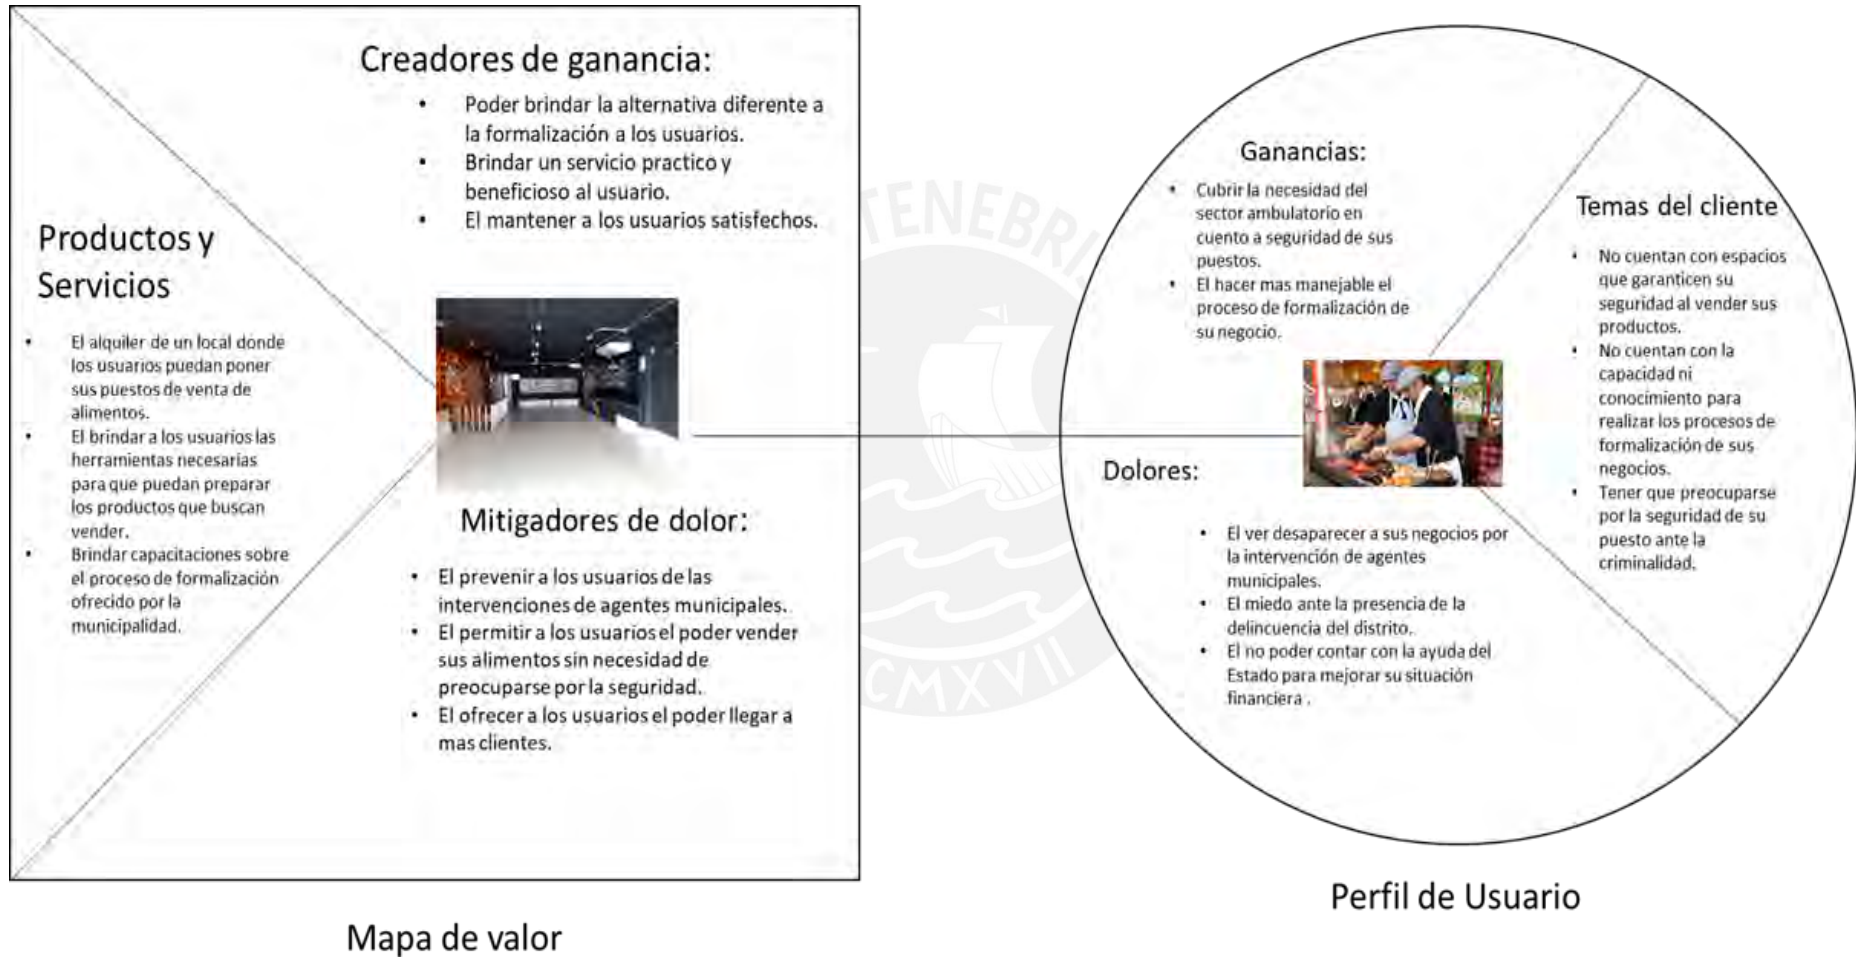 Creadores de ganancia:
• Poder brindar la alternativa diferente a
la formalización a los usuarios.
• Brindar un servicio practico y
beneficioso al usuario.
• El mantener a los usuarios satisfechos.
Productos y
Servicios
• El alquiler de un local donde
los usuarios puedan poner
sus puestos de venta de
alimentos.
• El brindar a los usuarios las
herramientas necesarias
para que puedan preparar
los productos que buscan
vender.
• Brindar capacitaciones sobre
el proceso de formalización
ofrecido por la
municipalidad.
Mitigadores de dolor:
• El prevenir a los usuarios de las
intervenciones de agentes municipales.
• El permitir a los usuarios el poder vender
sus alimentos sin necesidad de
preocuparse por la seguridad.
• El ofrecer a los usuarios el poder llegar a
mas clientes.
Mapa de valor
TENEBRI
CMXVII
Ganancias:
• Cubrir la necesidad del
sector ambulatorio en
cuento a seguridad de sus
puestos.
• El hacer mas manejable el
proceso de formalización de
su negocio.
Temas del cliente
• No cuentan con espacios
que garanticen su
seguridad al vender sus
productos.
• No cuentan con la
capacidad ni
conocimiento para
realizar los procesos de
formalización de sus
negocios.
• Tener que preocuparse
por la seguridad de su
puesto ante la
criminalidad.
Dolores:
• El ver desaparecer a sus negocios por
la intervención de agentes
municipales.
• El miedo ante la presencia de la
delincuencia del distrito.
• El no poder contar con la ayuda del
Estado para mejorar su situación
financiera .
Perfil de Usuario